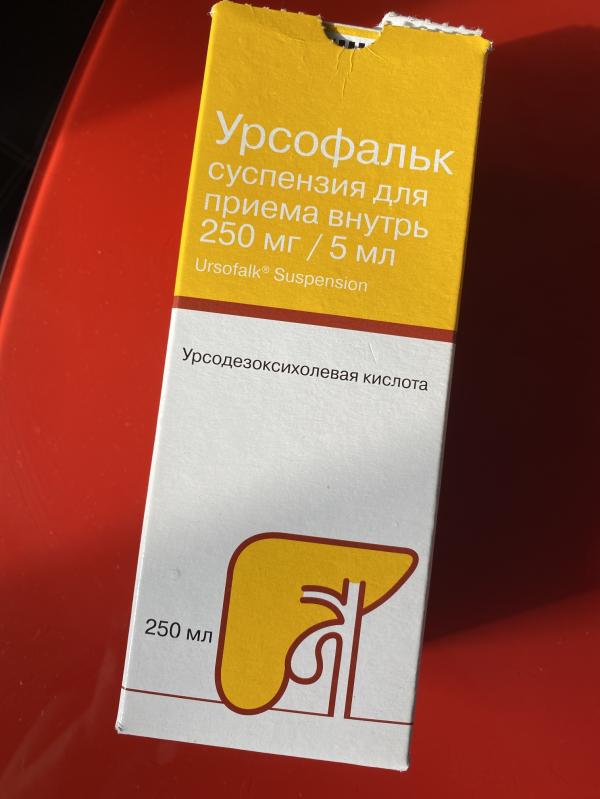 Урсофальк
суспензия для
приема внутрь
250 мг / 5 мл
Ursofalk® Suspension
Урсодезоксихолевая кислота
250 мл